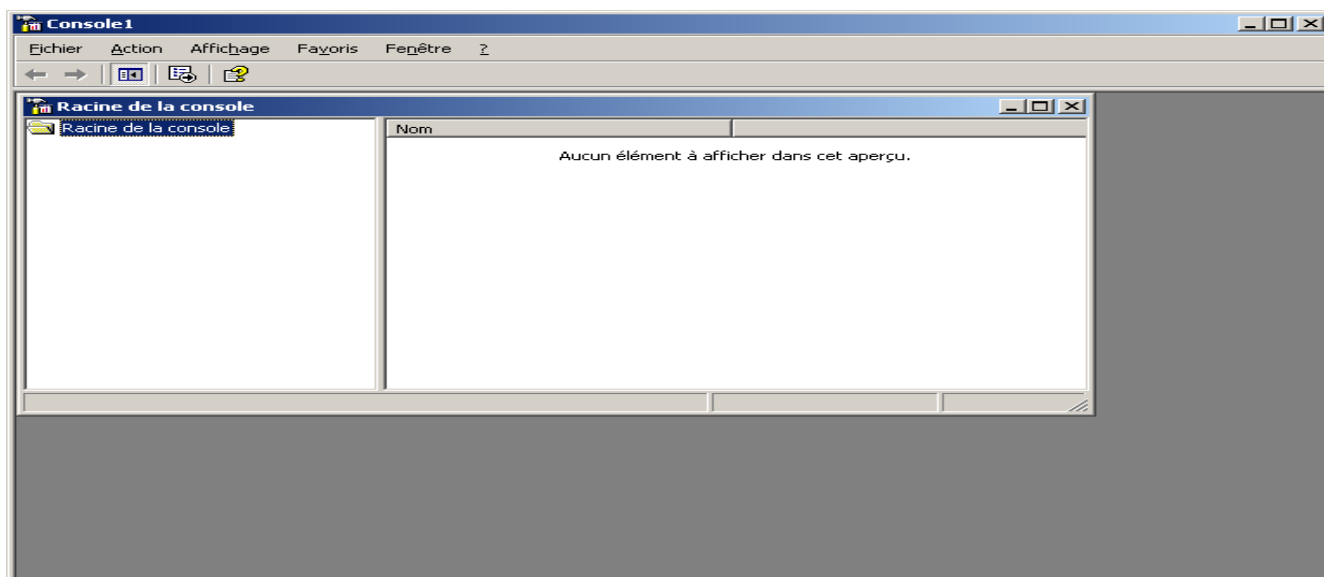 Console1
Fichier Action Affichage Favoris Fenêtre ?
Racine de la console
Racine de la console
Nom
Aucun élément à afficher dans cet aperçu.